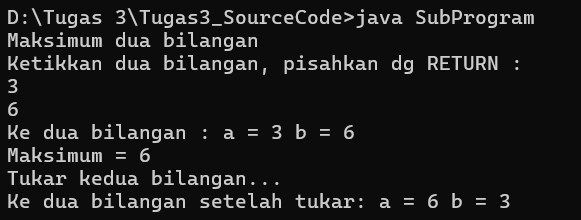 D:\Tugas 3\Tugas3_SourceCode>java SubProgram
Maksimum dua bilangan
Ketikkan dua bilangan, pisahkan dg RETURN :
3
6
Ke dua bilangan : a = 3 b = 6
Maksimum = 6
Tukar kedua bilangan...
Ke dua bilangan setelah tukar: a = 6 b = 3